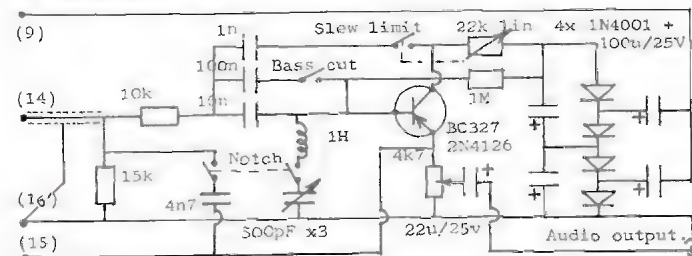 (9)
1n
Slew limit
22k lin
4x 1N4001 +
100u/25V
100n
Bass cut
(14)
10k
10n
1M
1H
BC327
2N4126
Notch
4k7
15k
(16)
4n7
(15)
500pF x3
22u/25v
Audio output.